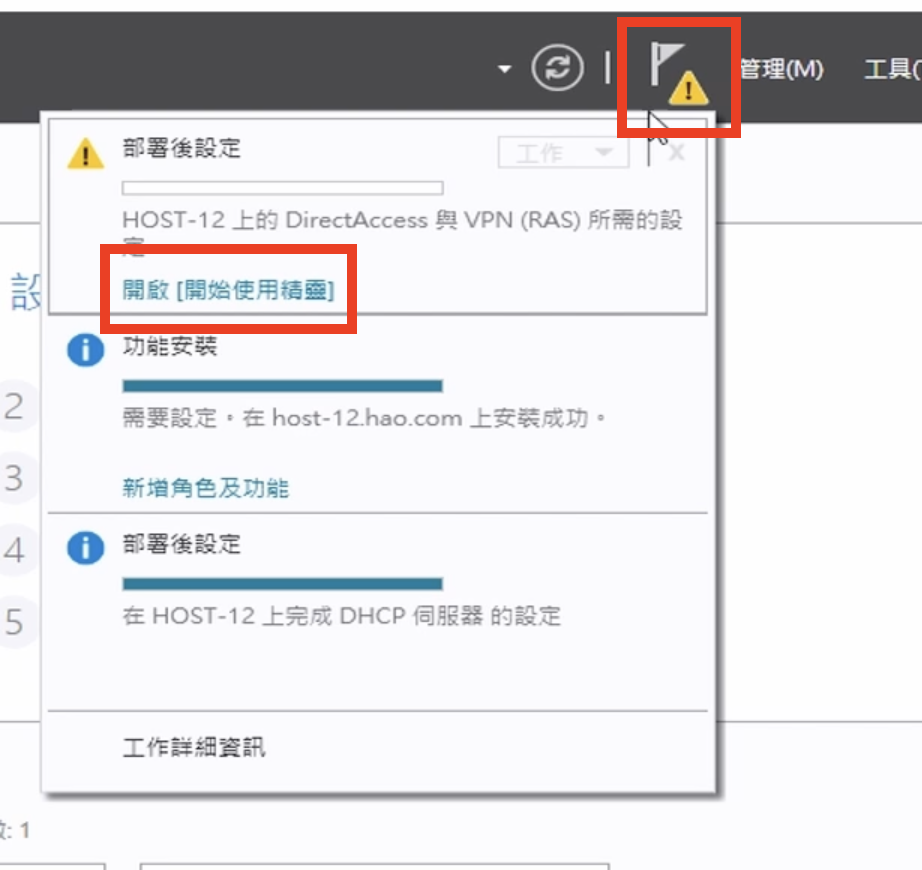 管理(M)
工具(
部署後設定
工作
X
HOST-12 上的 DirectAccess 與 VPN (RAS) 所需的設
定
開啟 [開始使用精靈]
設
功能安裝
2
需要設定。在 host-12.hao.com 上安裝成功。
3
新增角色及功能
4
部署後設定
5
在 HOST-12 上完成 DHCP 伺服器 的設定
工作詳細資訊
: 1